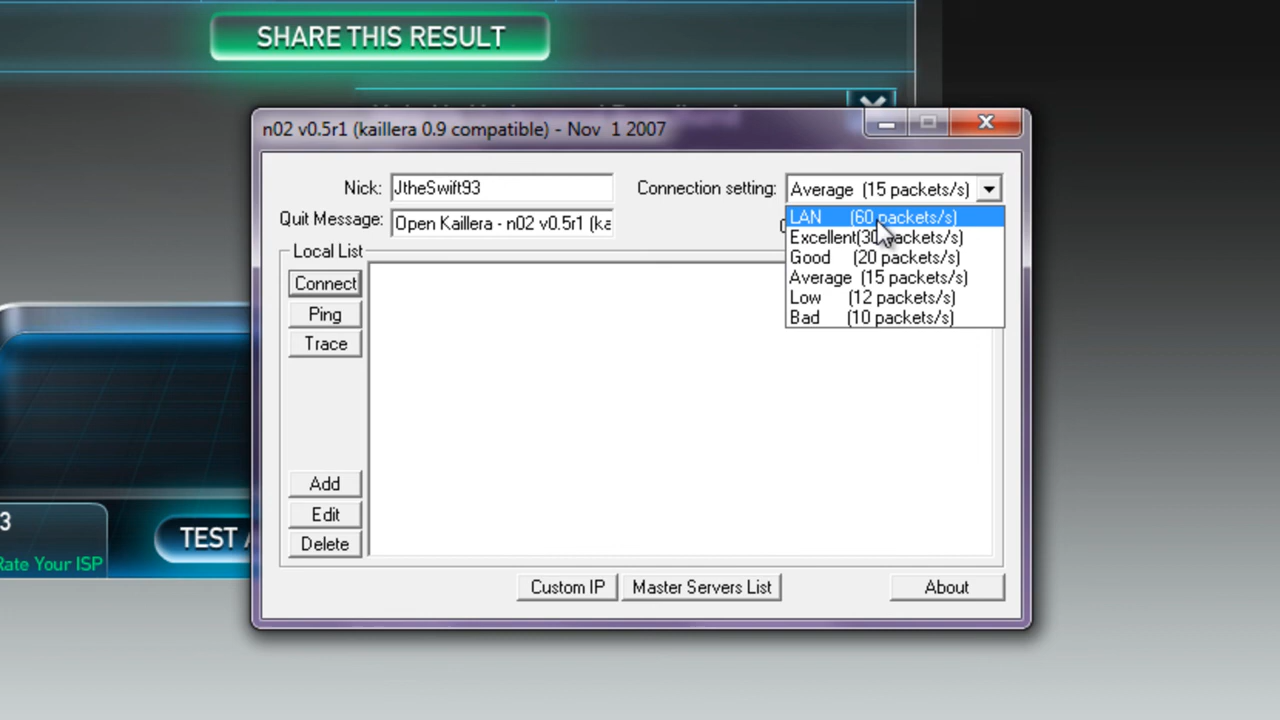 SHARE THIS RESULT
n02 v0.5r1 (kaillera 0.9 compatible) - Nov 1 2007
Nick: JtheSwift93 Connection setting: Average (15 packets/s)
Quit Message: Open Kaillera - n02 v0.5r1 (ka
LAN (60 packets/s)
Excellent(30 packets/s)
Good (20 packets/s)
Average (15 packets/s)
Low (12 packets/s)
Bad (10 packets/s)
Local List
Connect
Ping
Trace
Add
Edit
Delete
Custom IP Master Servers List About
3
TEST
Rate Your ISP